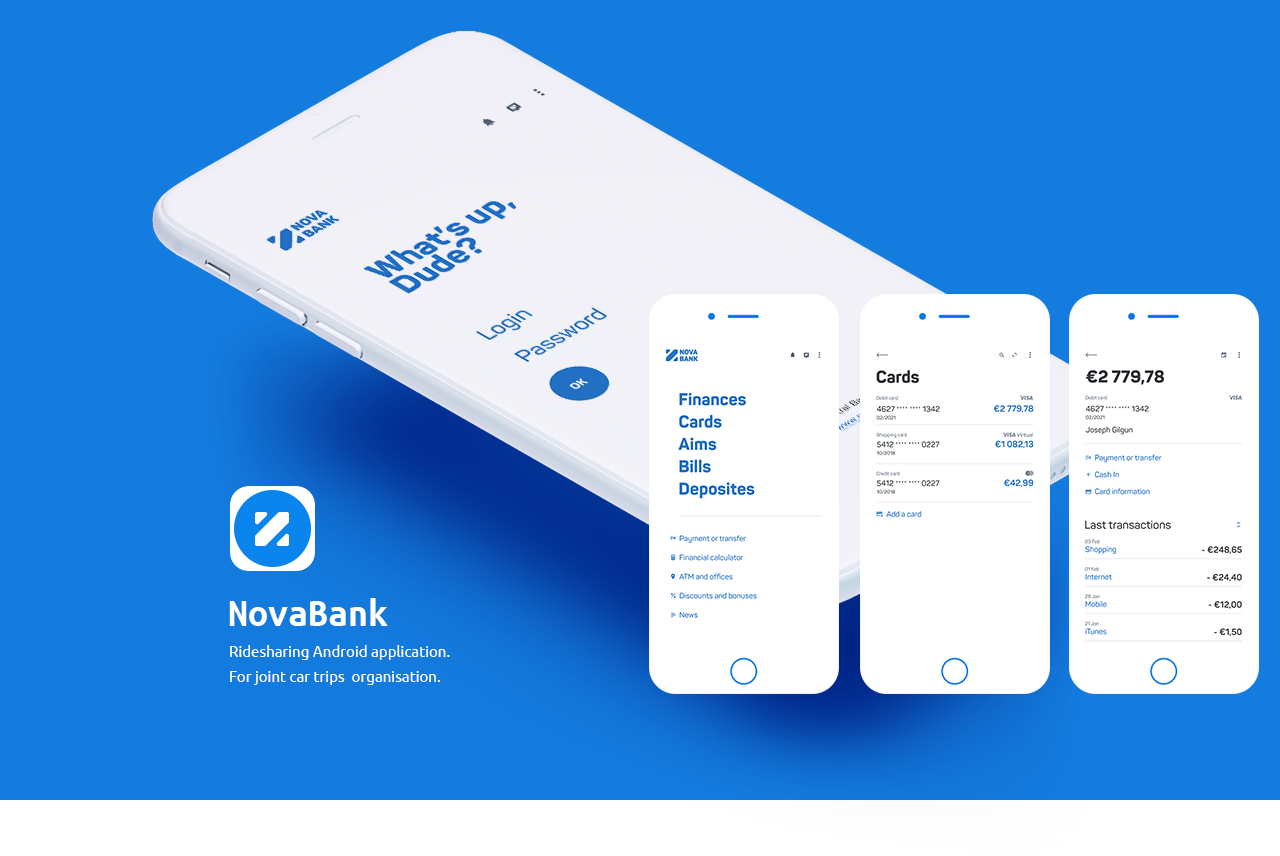 NOVA
BANK
What's up,
Dude?
Login
Password
OK
NovaBank
Ridesharing Android application.
For joint car trips organisation.
NOVA
BANK
Finances
Cards
Aims
Bills
Deposites
Payment or transfer
Financial calculator
ATM and offices
Discounts and bonuses
News
Cards
Debit card
VISA
4627 **** **** 1342
€2 779,78
02/2021
Shopping card
VISA Virtual
5412 **** **** 0227
€1 082,13
10/2018
Credit card
5412 **** **** 0227
€42,99
10/2018
Add a card
€2 779,78
Debit card
VISA
4627 **** **** 1342
02/2021
Joseph Gilgun
Payment or transfer
Cash In
Card information
Last transactions
03 Feb
Shopping
- €248,65
01 Feb
Internet
- €24,40
28 Jan
Mobile
- €12,00
21 Jan
iTunes
- €1,50